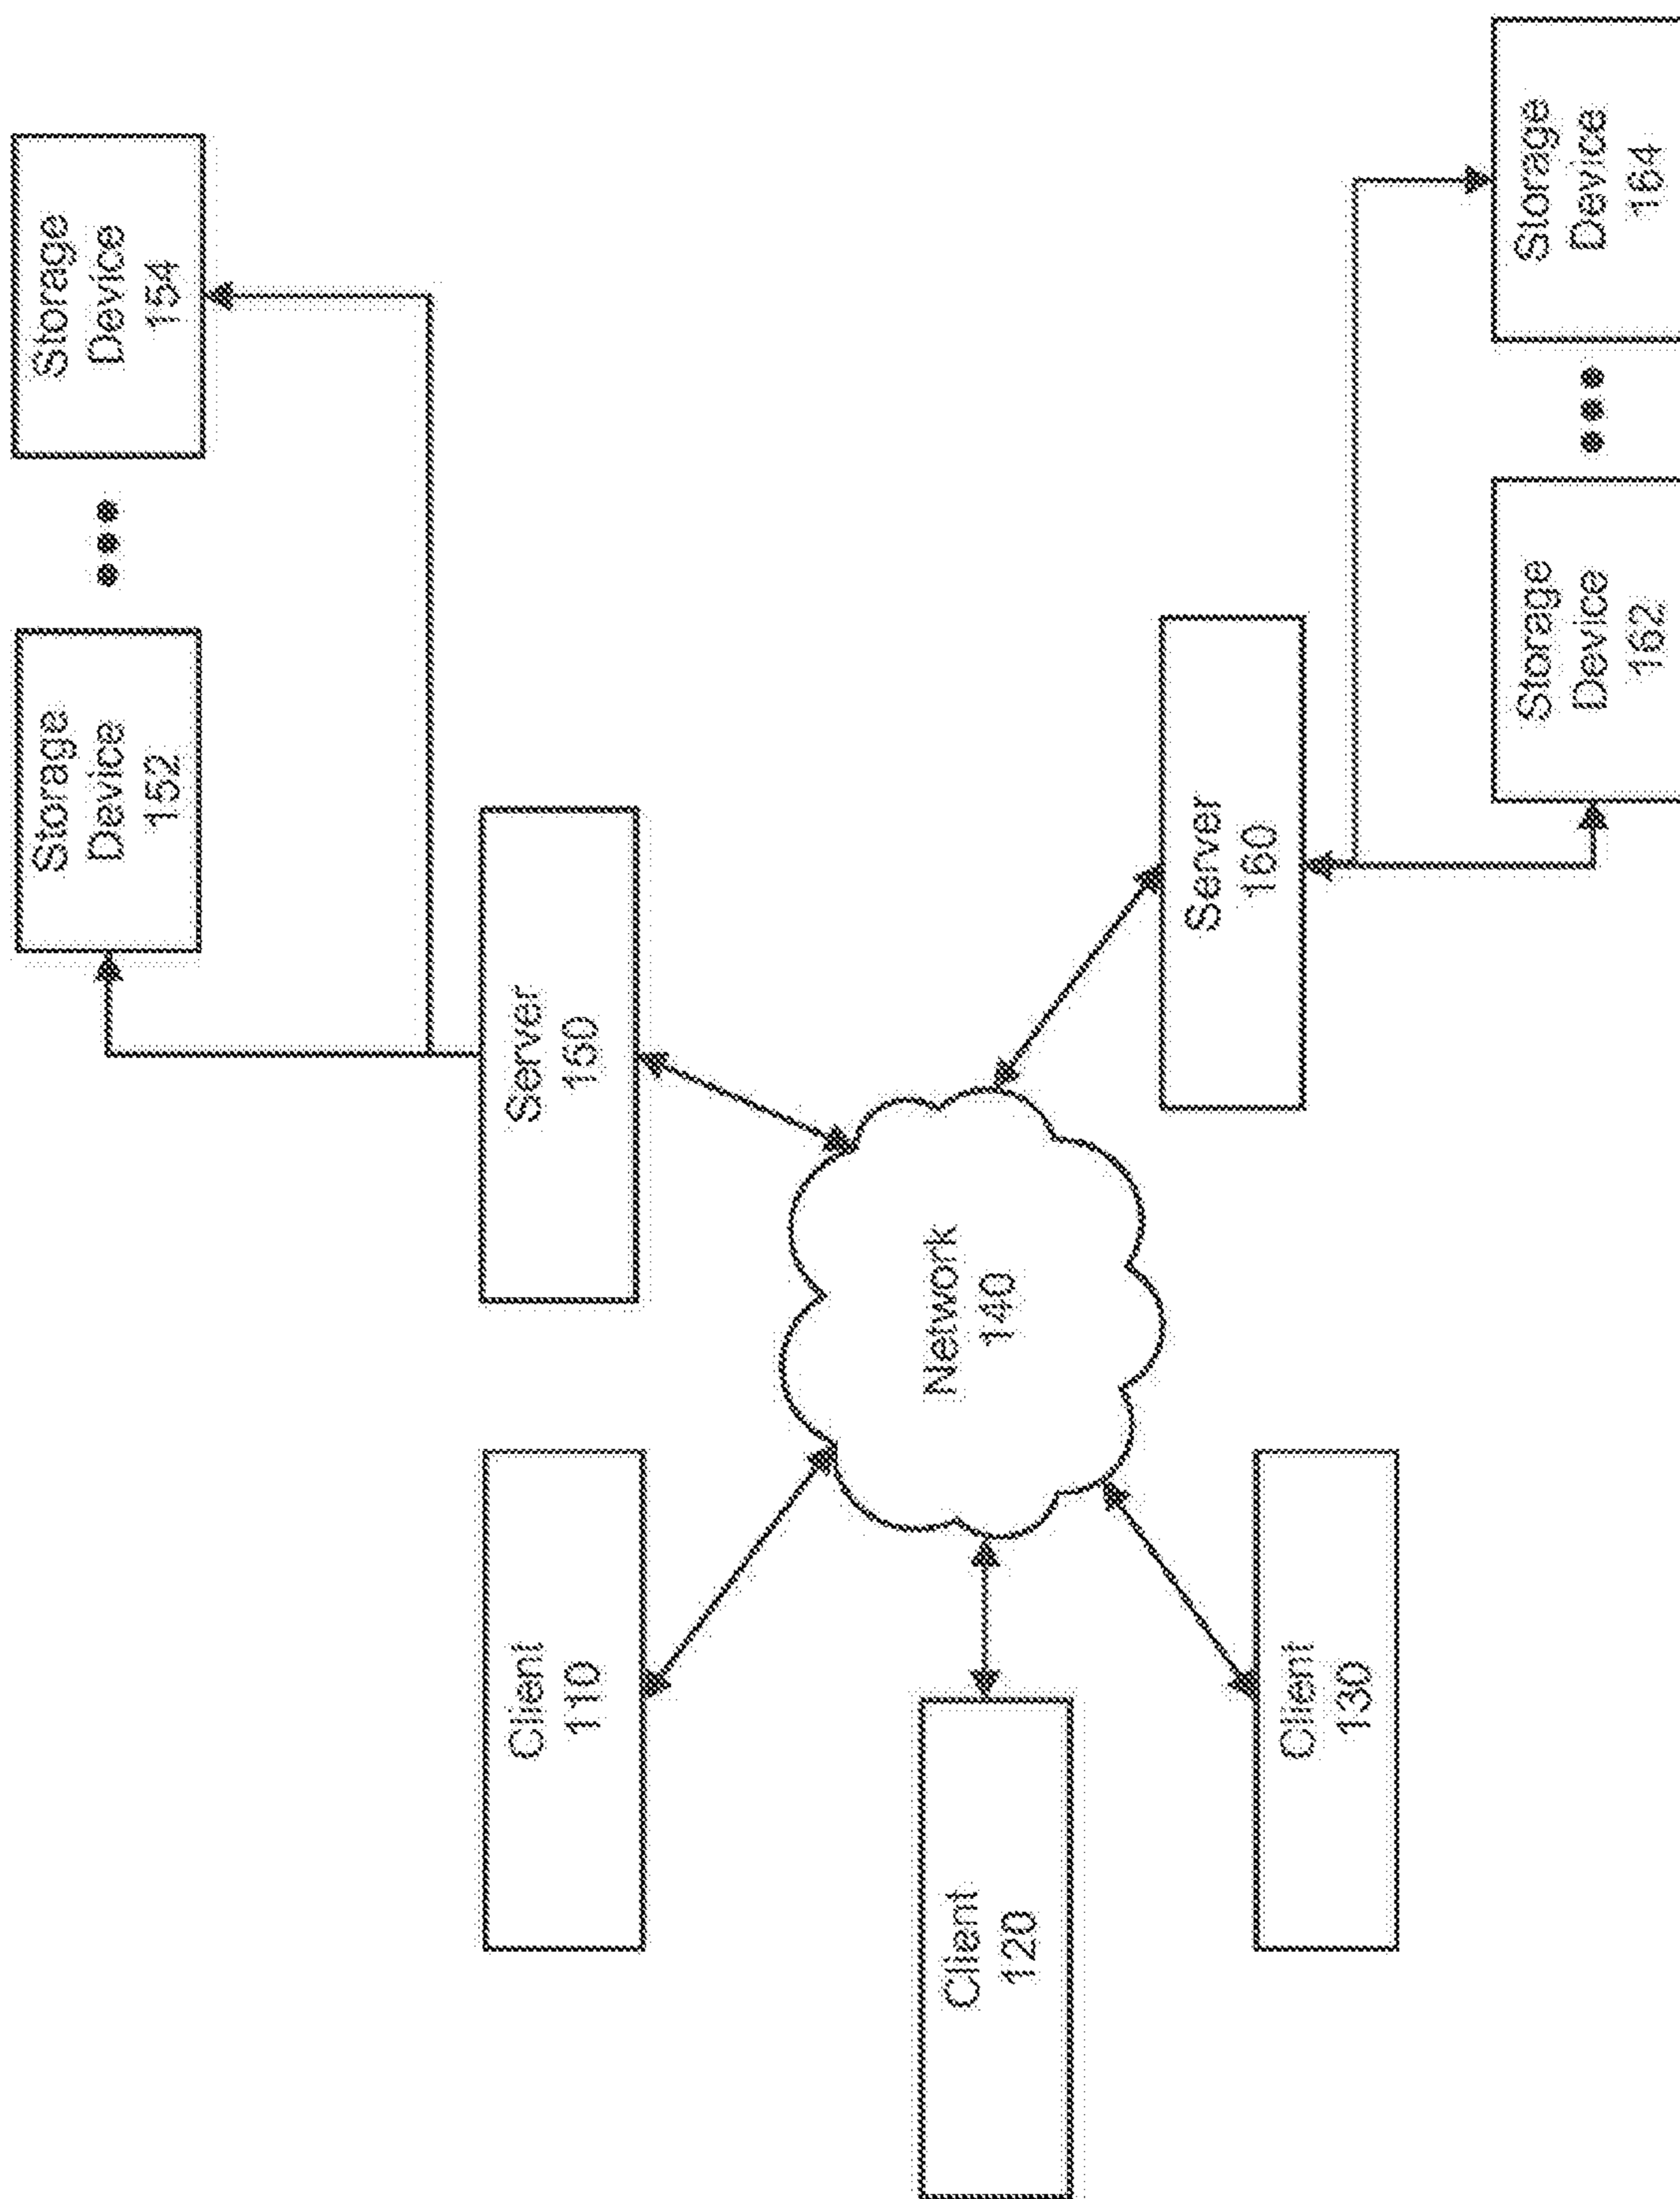 Storage
Device
152
Storage
Device
154
Client
110
Server
Client
120
Network
140
Server
160
Client
130
Storage
Device
162
Storage
Device
164